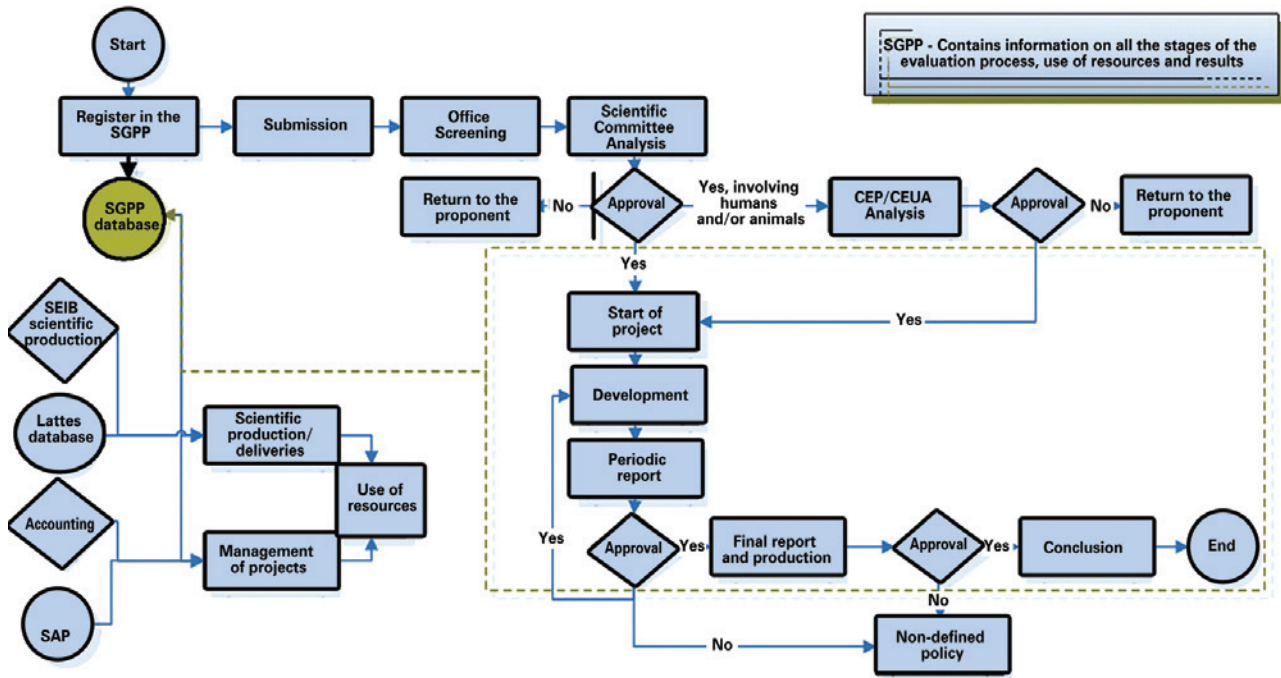 Start
SGPP - Contains information on all the stages of the
evaluation process, use of resources and results
Register in the
SGPP
Submission
Office
Screening
Scientific
Committee
Analysis
SGPP
database
Return to the
proponent
No
Approval
Yes, involving
humans
and/or animals
CEP/CEUA
Analysis
Approval
No
Return to the
proponent
Yes
SEIB
scientific
production
Start of
project
Yes
Development
Lattes
database
Scientific
production/
deliveries
Periodic
report
Use of
resources
Accounting
Management
of projects
Yes
Approval
Yes
Final report
and production
Approval
Yes
Conclusion
End
No
SAP
No
Non-defined
policy